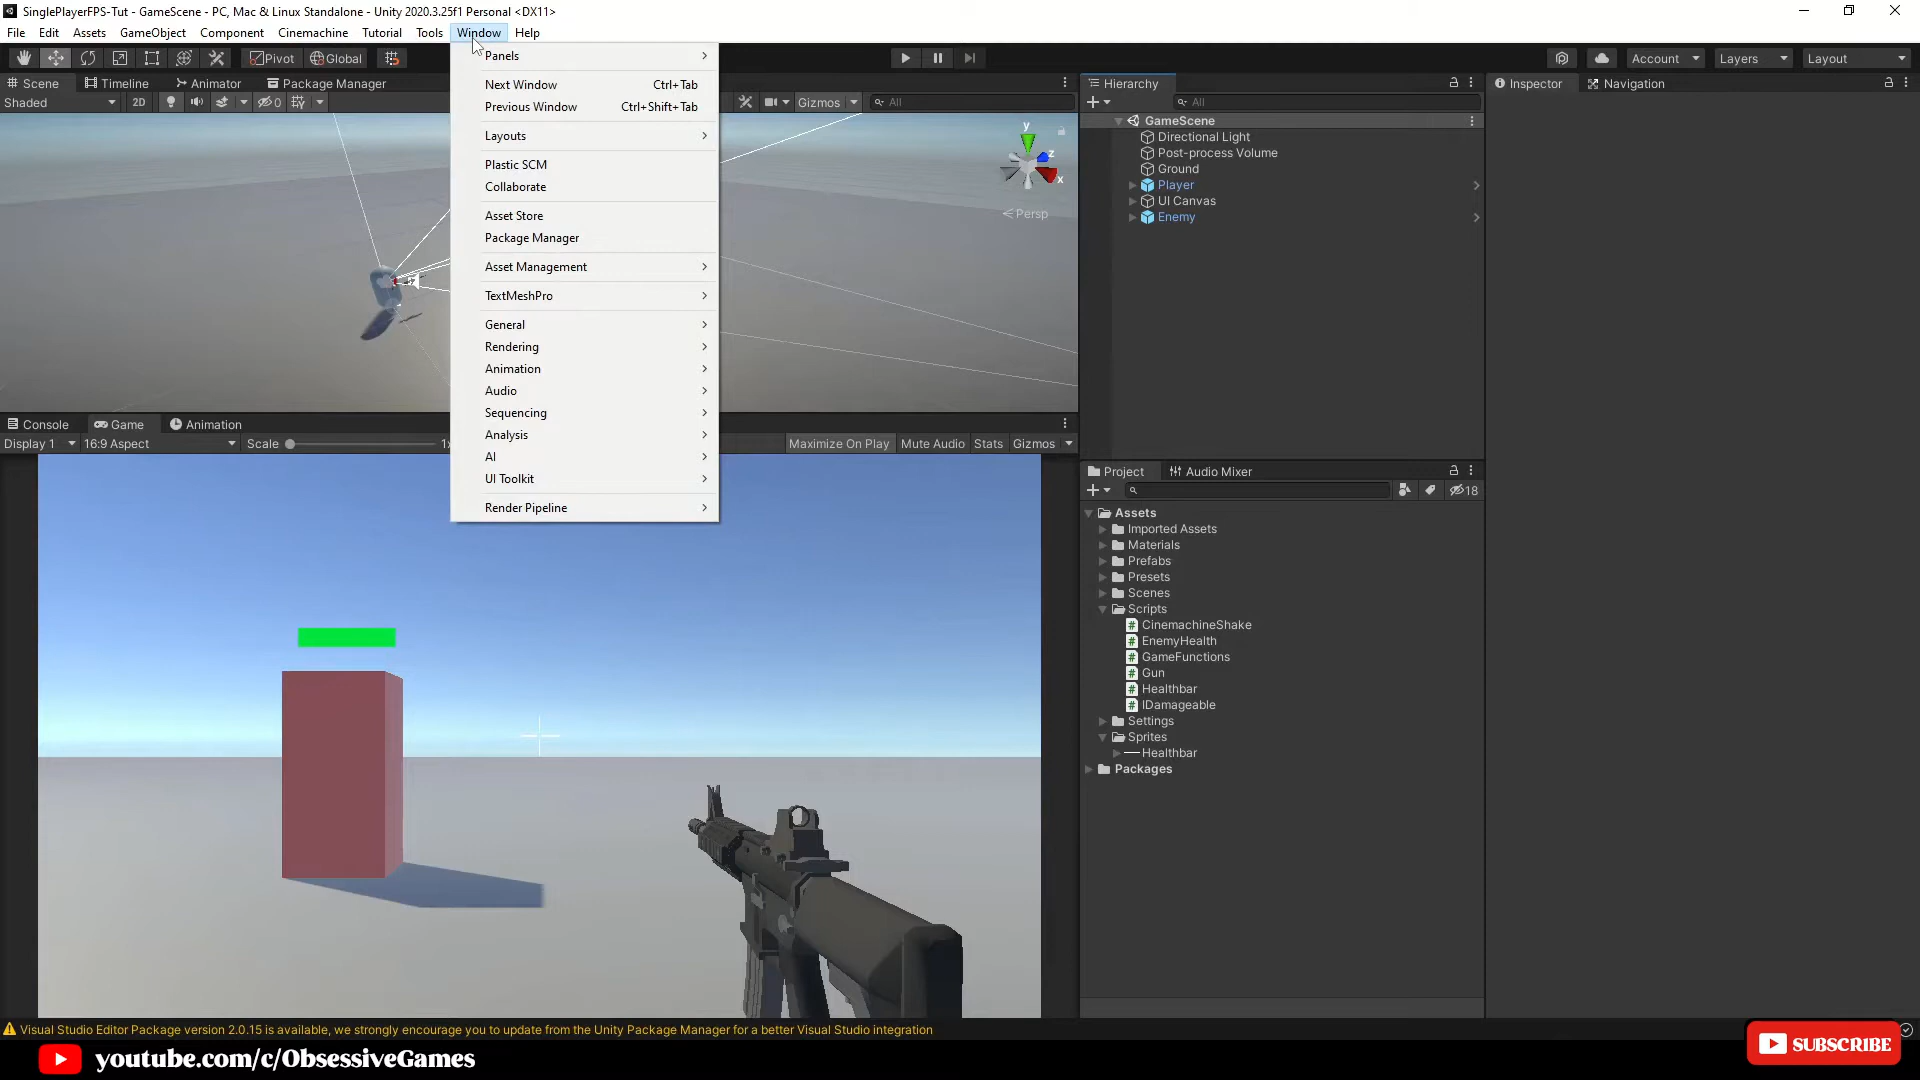 SinglePlayerFPS-Tut - GameScene - PC, Mac & Linux Standalone - Unity 2020.3.25f1 Personal <DX11>
File Edit Assets GameObject Component Cinemachine Tutorial Tools Window Help
Pivot Global Account Layers Layout
Scene Timeline Animator Package Manager
Shaded 2D 0 Gizmos All
y
z
x
Persp
Panels
Next Window Ctrl+Tab
Previous Window Ctrl+Shift+Tab
Layouts
Plastic SCM
Collaborate
Asset Store
Package Manager
Asset Management
TextMeshPro
General
Rendering
Animation
Audio
Sequencing
Analysis
AI
UI Toolkit
Render Pipeline
Console Game Animation
Display 1 16:9 Aspect Scale 1x Maximize On Play Mute Audio Stats Gizmos
Hierarchy
All
GameScene
Directional Light
Post-process Volume
Ground
Player
UI Canvas
Enemy
Inspector Navigation
Project Audio Mixer
18
Assets
Imported Assets
Materials
Prefabs
Presets
Scenes
Scripts
# CinemachineShake
# EnemyHealth
# GameFunctions
# Gun
# Healthbar
# IDamageable
Settings
Sprites
Healthbar
Packages
Visual Studio Editor Package version 2.0.15 is available, we strongly encourage you to update from the Unity Package Manager for a better Visual Studio integration
youtube.com/c/ObsessiveGames
SUBSCRIBE